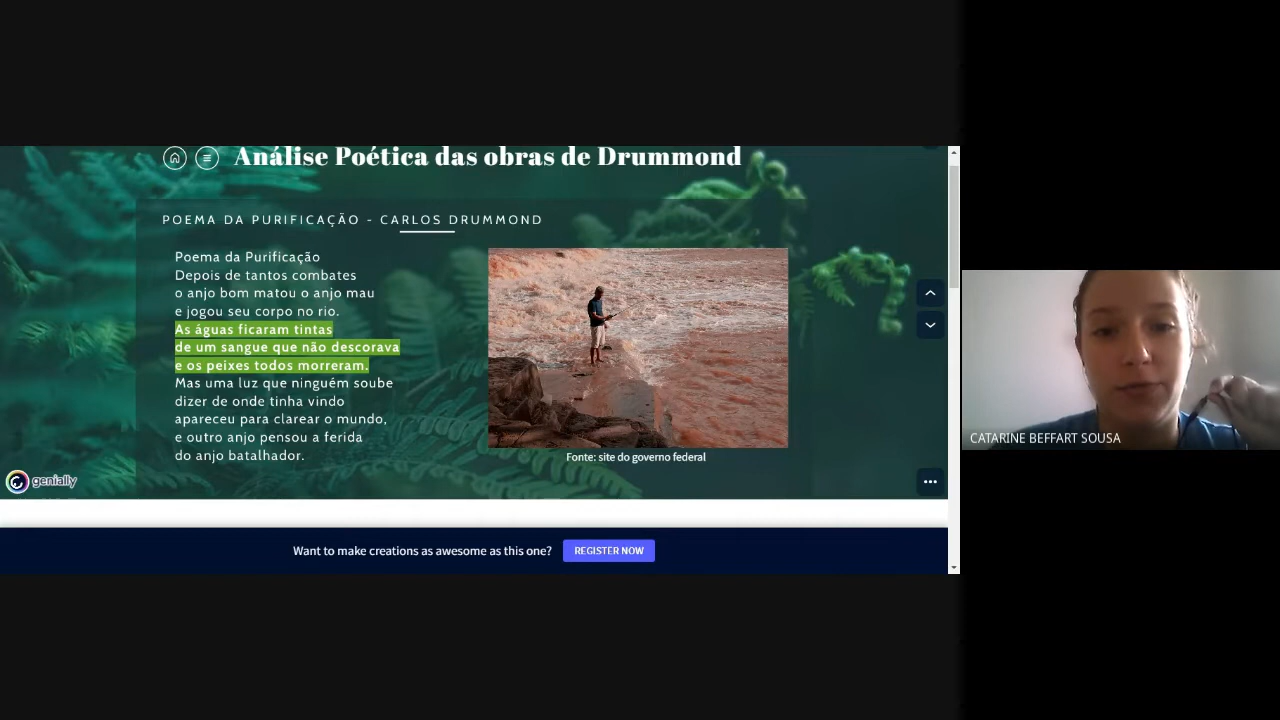 Análise Poética das obras de Drummond
POEMA DA PURIFICAÇÃO - CARLOS DRUMMOND
Poema da Purificação
Depois de tantos combates
o anjo bom matou o anjo mau
e jogou seu corpo no rio.
As águas ficaram tintas
de um sangue que não descorava
e os peixes todos morreram.
Mas uma luz que ninguém soube
dizer de onde tinha vindo
apareceu para clarear o mundo,
e outro anjo pensou a ferida
do anjo batalhador.
Fonte: site do governo federal
genially
Want to make creations as awesome as this one?
REGISTER NOW
CATARINE BEFFART SOUSA